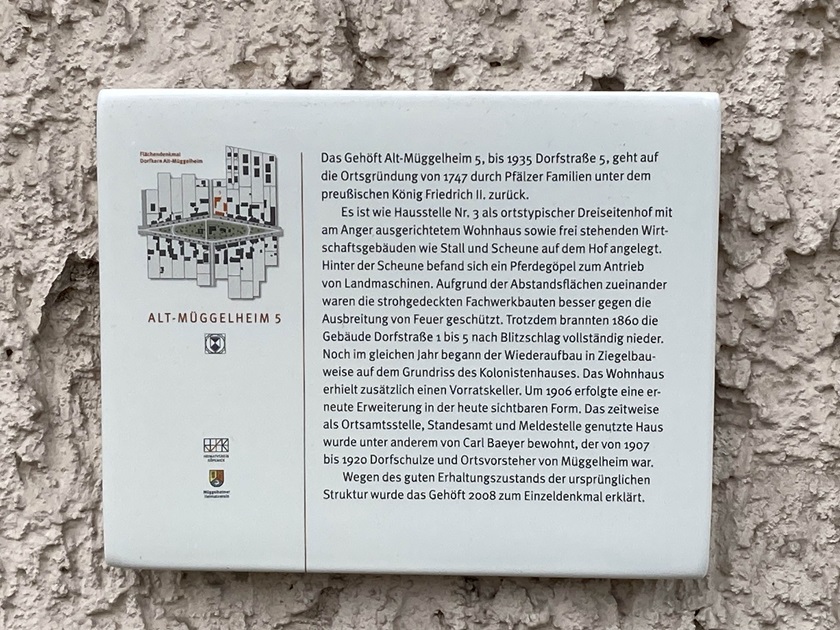 Flächendenkmal
Dorfkern Alt-Müggelheim
ALT-MÜGGELHEIM 5
Müggelheimer
Heimatverein
Das Gehöft Alt-Müggelheim 5, bis 1935 Dorfstraße 5, geht auf
die Ortsgründung von 1747 durch Pfälzer Familien unter dem
preußischen König Friedrich II. zurück.
Es ist wie Hausstelle Nr. 3 als ortstypischer Dreiseitenhof mit
am Anger ausgerichtetem Wohnhaus sowie frei stehenden Wirt-
schaftsgebäuden wie Stall und Scheune auf dem Hof angelegt.
Hinter der Scheune befand sich ein Pferdegöpel zum Antrieb
von Landmaschinen. Aufgrund der Abstandsflächen zueinander
waren die strohgedeckten Fachwerkbauten besser gegen die
Ausbreitung von Feuer geschützt. Trotzdem brannten 1860 die
Gebäude Dorfstraße 1 bis 5 nach Blitzschlag vollständig nieder.
Noch im gleichen Jahr begann der Wiederaufbau in Ziegelbau-
weise auf dem Grundriss des Kolonistenhauses. Das Wohnhaus
erhielt zusätzlich einen Vorratskeller. Um 1906 erfolgte eine er-
neute Erweiterung in der heute sichtbaren Form. Das zeitweise
als Ortsamtsstelle, Standesamt und Meldestelle genutzte Haus
wurde unter anderem von Carl Baeyer bewohnt, der von 1907
bis 1920 Dorfschulze und Ortsvorsteher von Müggelheim war.
Wegen des guten Erhaltungszustands der ursprünglichen
Struktur wurde das Gehöft 2008 zum Einzeldenkmal erklärt.